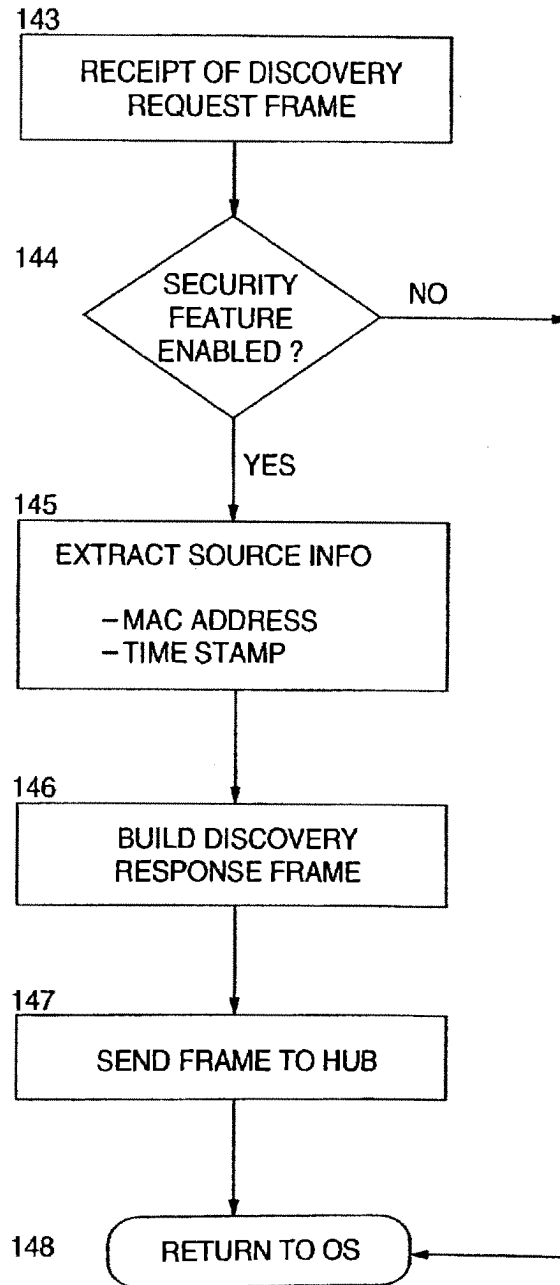 143
RECEIPT OF DISCOVERY
REQUEST FRAME
144
SECURITY
FEATURE
ENABLED ?
NO
YES
145
EXTRACT SOURCE INFO
–MAC ADDRESS
–TIME STAMP
146
BUILD DISCOVERY
RESPONSE FRAME
147
SEND FRAME TO HUB
148
RETURN TO OS